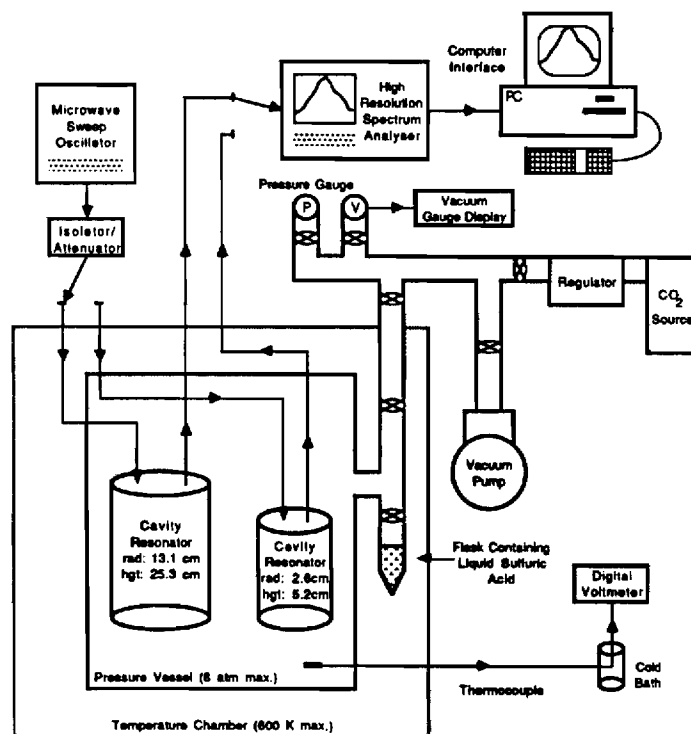 Microwave
Sweep
Oscillator
Isolator/
Attenuator
High
Resolution
Spectrum
Analyser
Computer
Interface
PC
Pressure Gauge
P
V
Vacuum
Gauge Display
Regulator
CO2
Source
Vacuum
Pump
Cavity
Resonator
rad: 13.1 cm
hgt: 25.3 cm
Cavity
Resonator
rad: 2.6cm
hgt: 5.2cm
Flask Containing
Liquid Sulfuric
Acid
Digital
Voltmeter
Cold
Bath
Thermocouple
Pressure Vessel (6 atm max.)
Temperature Chamber (600 K max.)